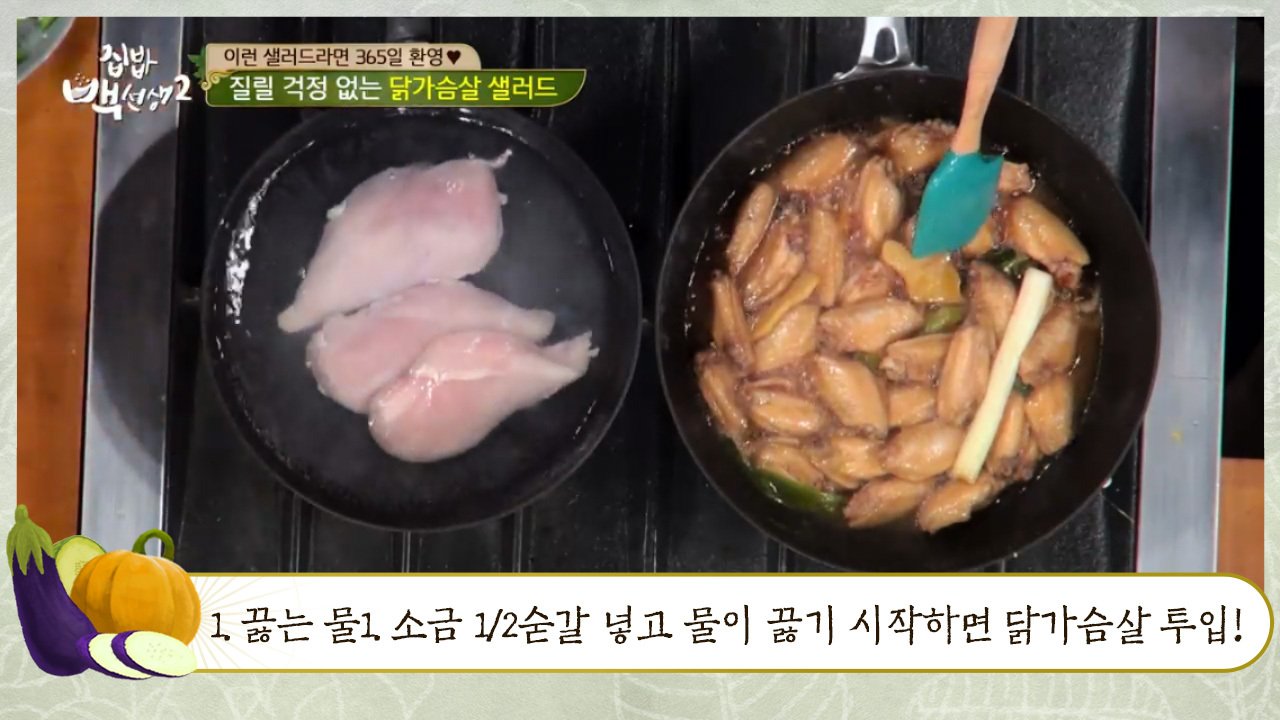 집밥
백선생2
이런 샐러드라면 365일 환영♥
질릴 걱정 없는 닭가슴살 샐러드
1. 끓는 물1. 소금 1/2숟갈 넣고 물이 끓기 시작하면 닭가슴살 투입!